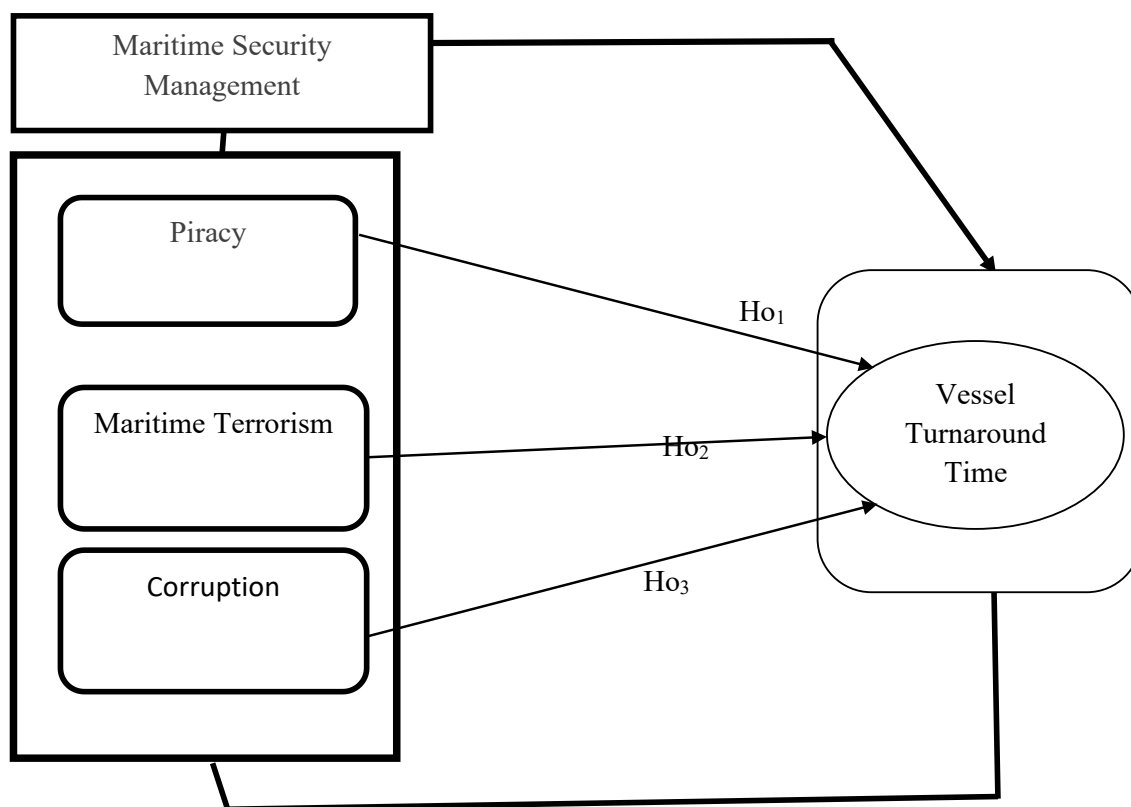 Maritime Security
Management
Piracy
Ho₁
Maritime Terrorism
Ho₂
Vessel
Turnaround
Time
Corruption
Ho₃